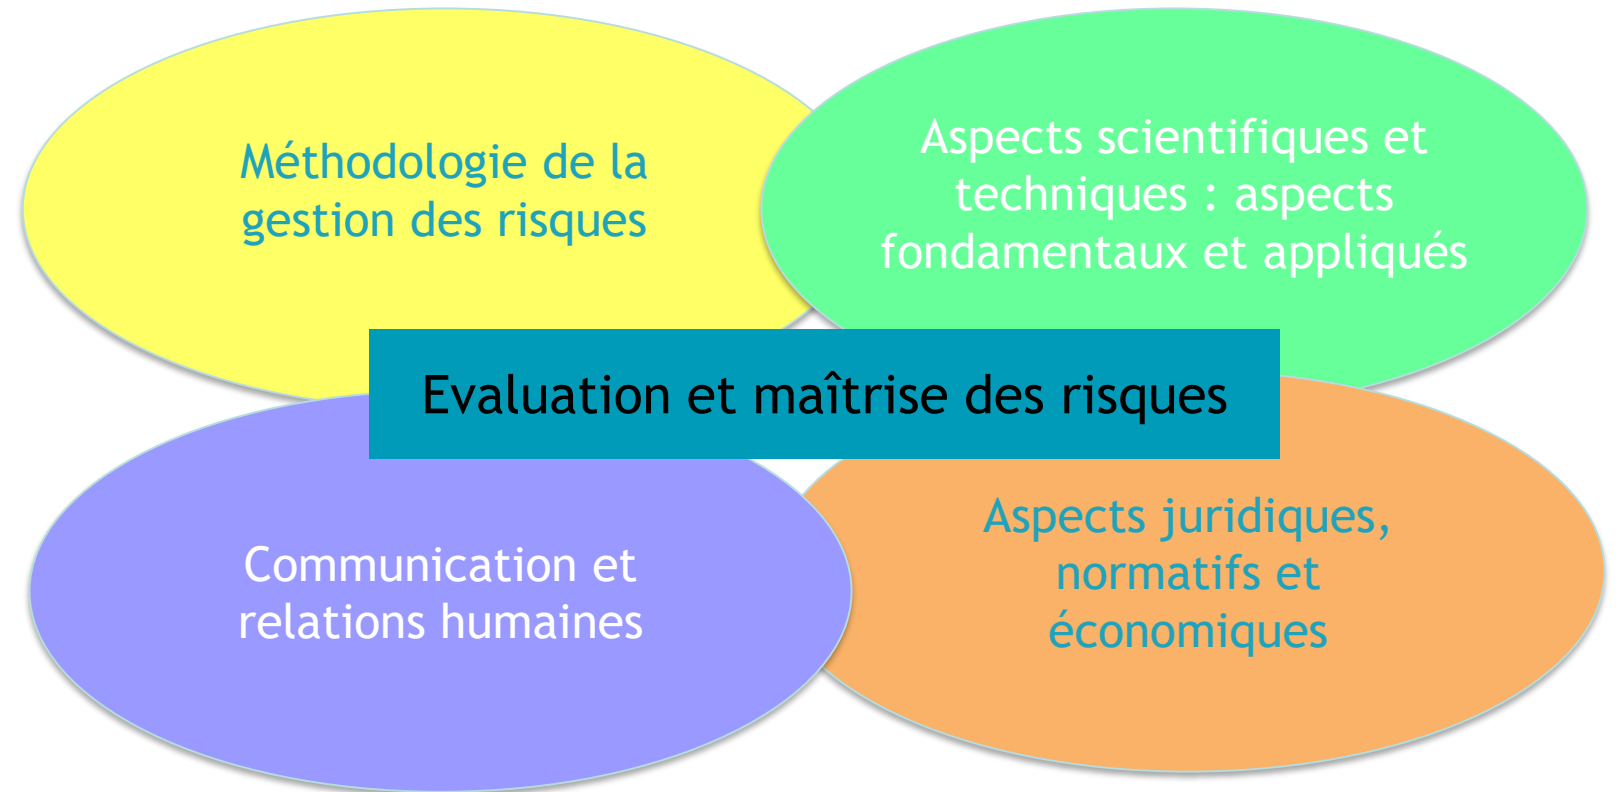 Méthodologie de la
gestion des risques
Aspects scientifiques et
techniques : aspects
fondamentaux et appliqués
Evaluation et maîtrise des risques
Communication et
relations humaines
Aspects juridiques,
normatifs et
économiques